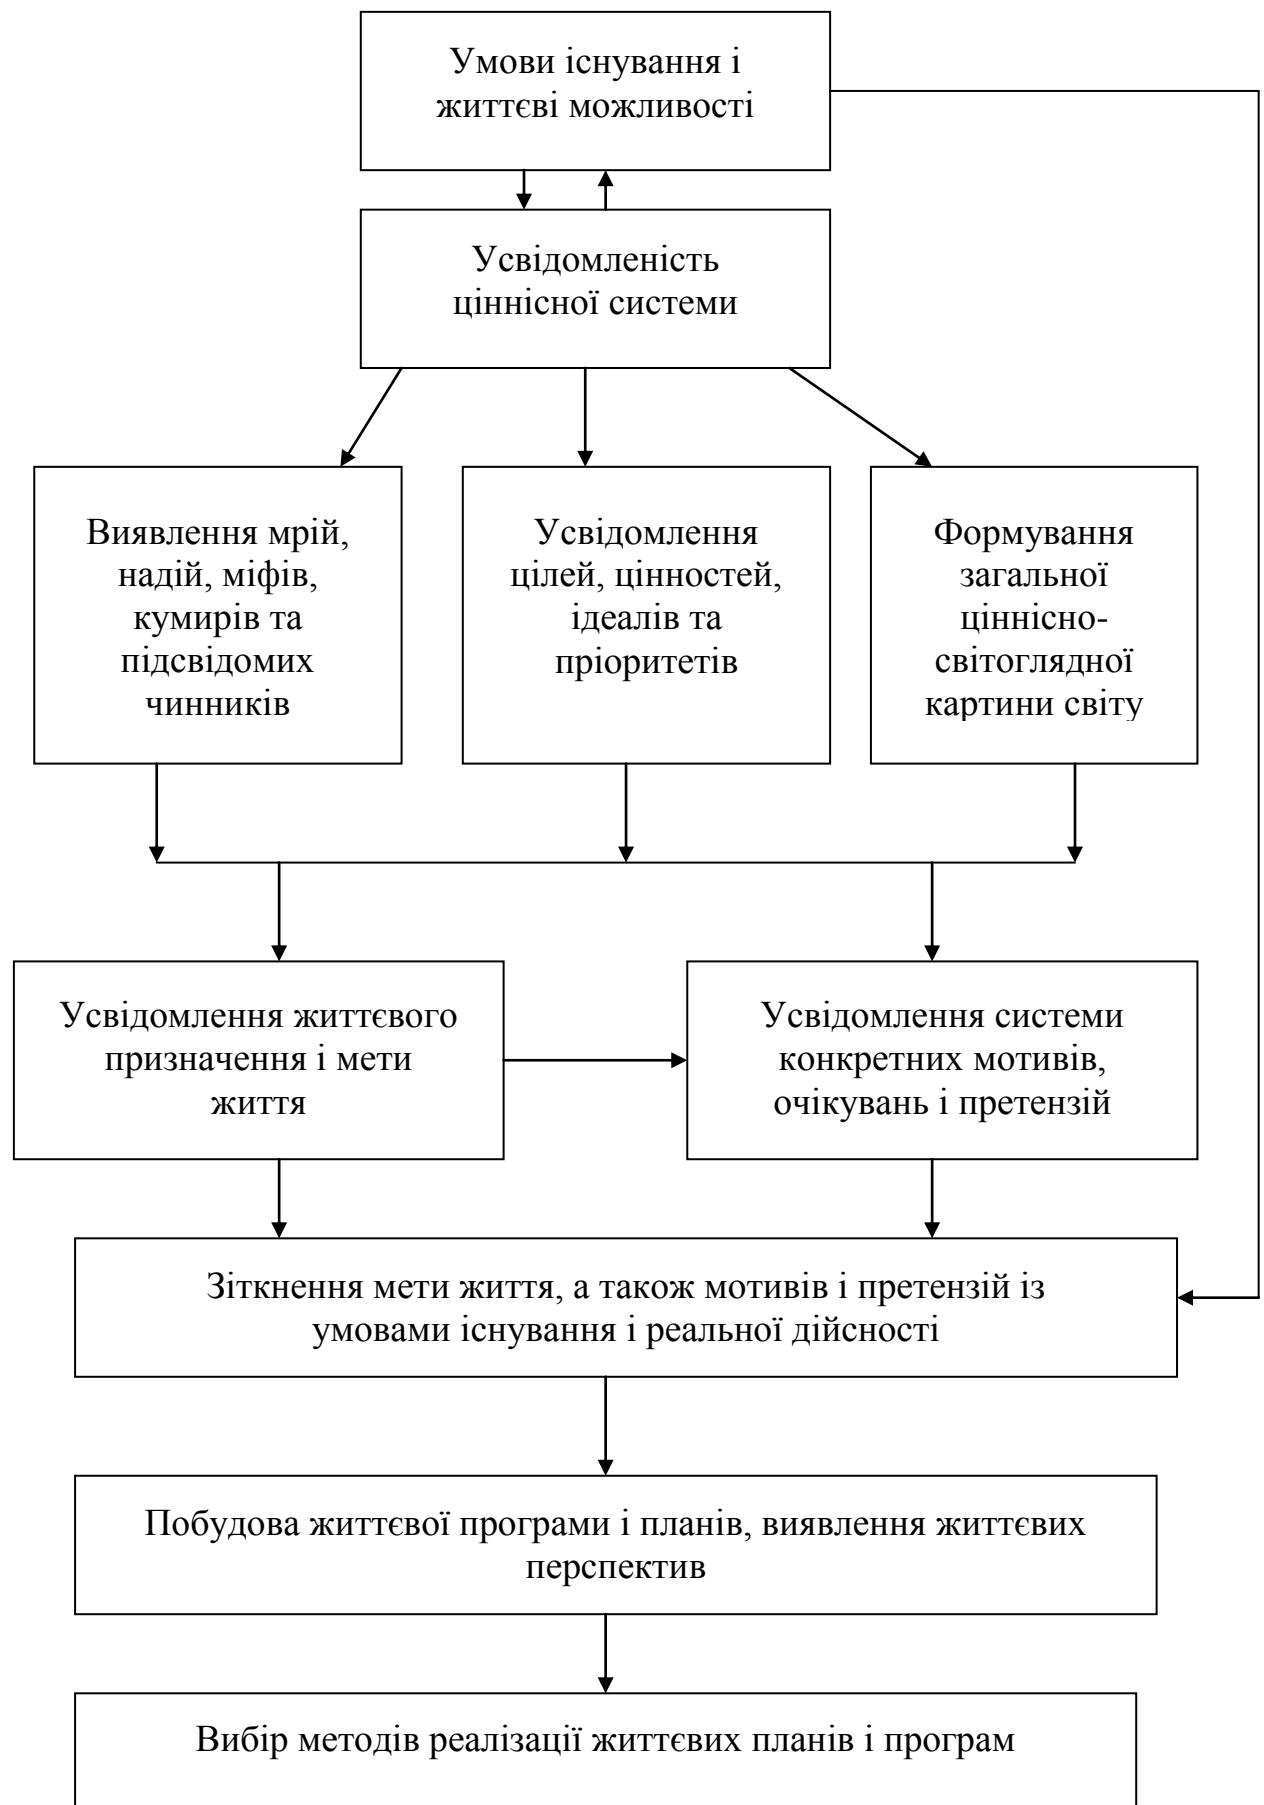 Умови існування і
життєві можливості
Усвідомленість
ціннісної системи
Виявлення мрій,
надій, міфів,
кумирів та
підсвідомих
чинників
Усвідомлення
цілей, цінностей,
ідеалів та
пріоритетів
Формування
загальної
ціннісно-
світоглядної
картини світу
Усвідомлення життєвого
призначення і мети
життя
Усвідомлення системи
конкретних мотивів,
очікувань і претензій
Зіткнення мети життя, а також мотивів і претензій із
умовами існування і реальної дійсності
Побудова життєвої програми і планів, виявлення життєвих
перспектив
Вибір методів реалізації життєвих планів і програм